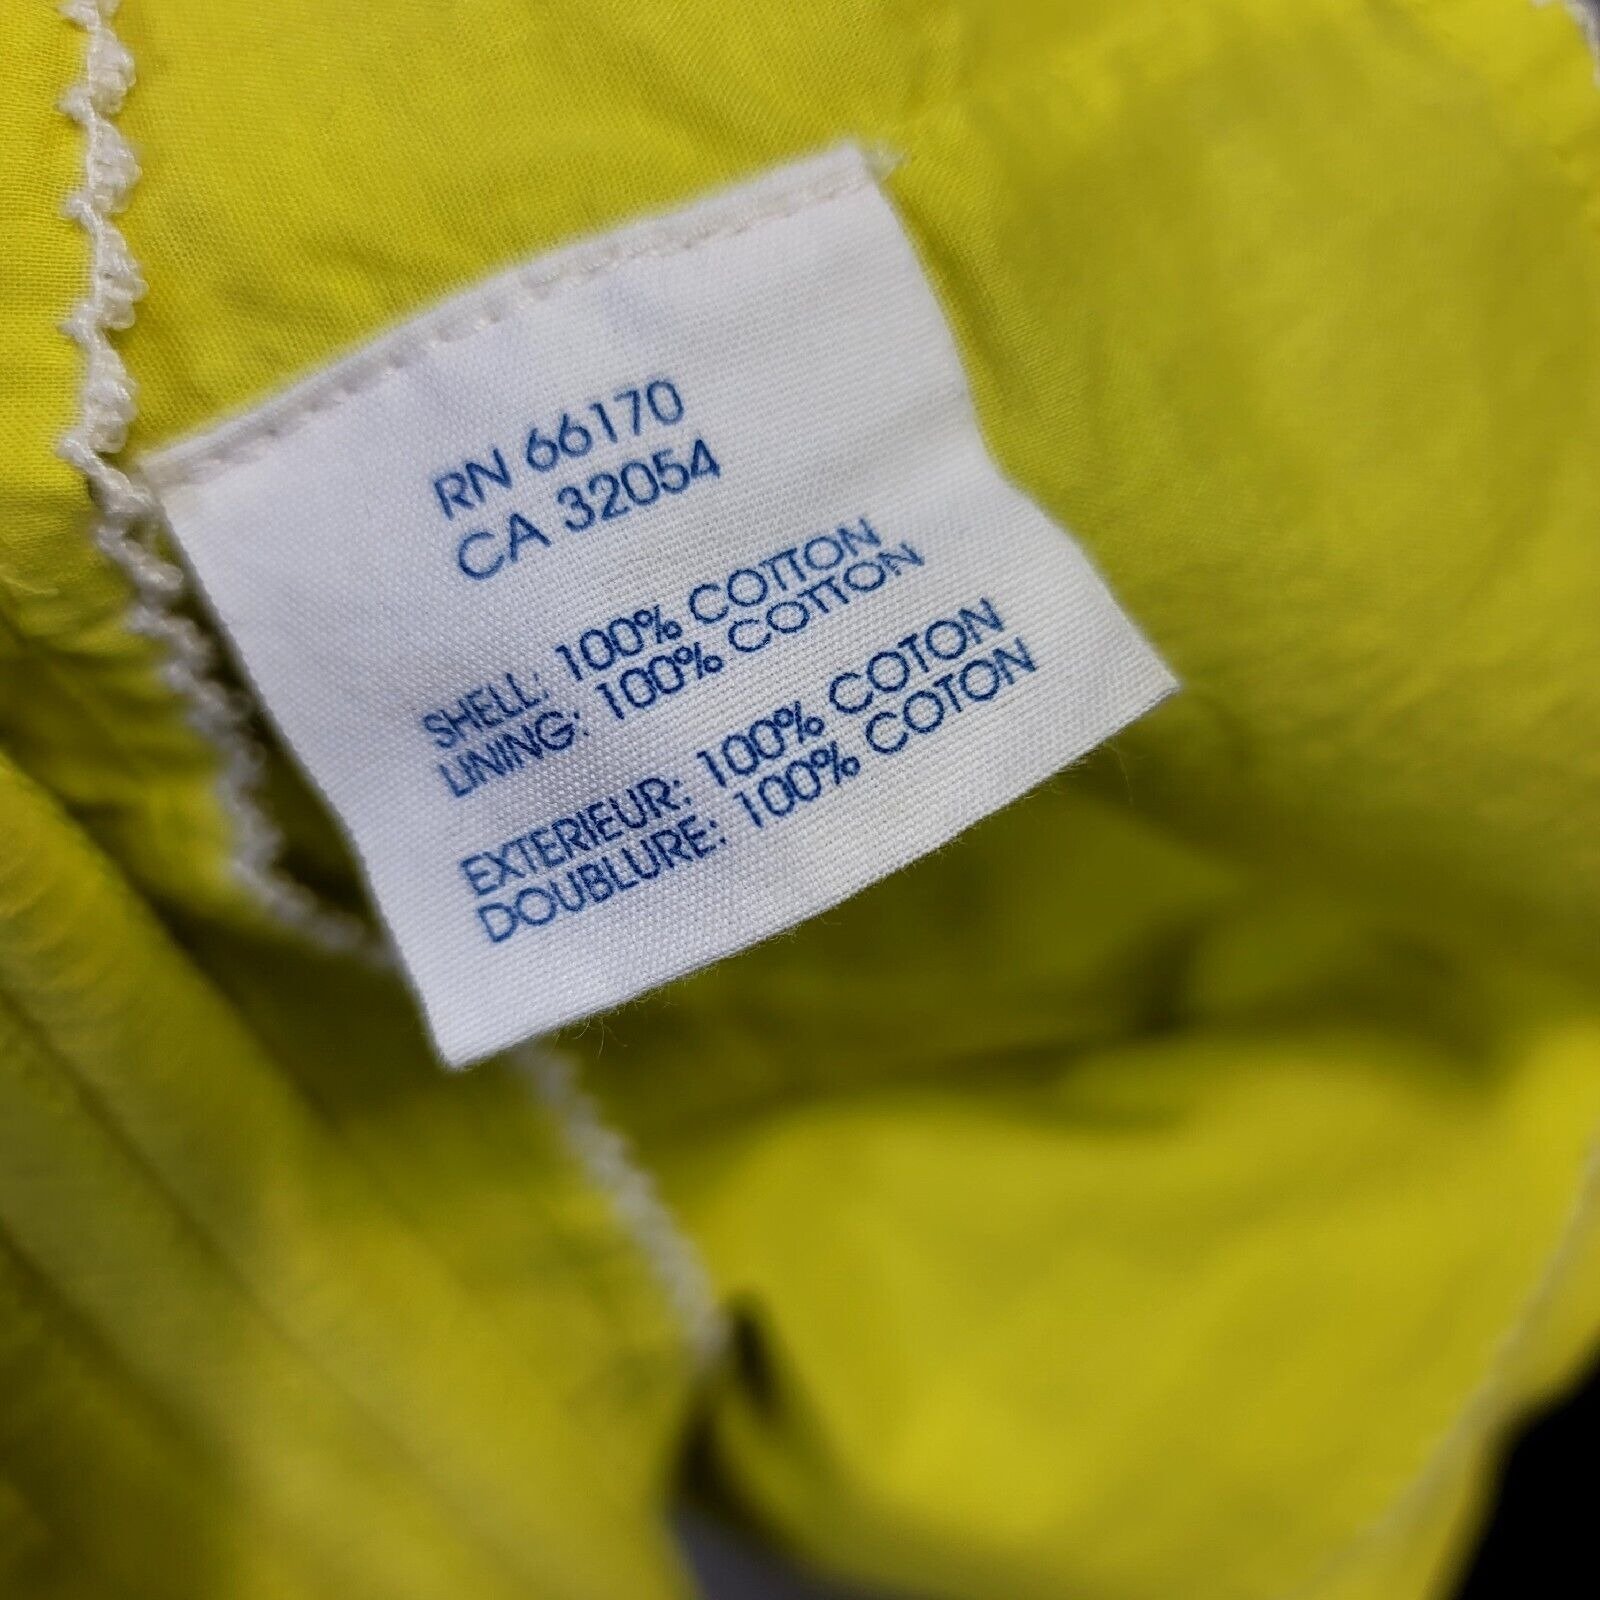 RN 66170
CA 32054
SHELL: 100% COTTON
LINING: 100% COTTON
EXTERIEUR: 100% COTON
DOUBLURE: 100% COTON